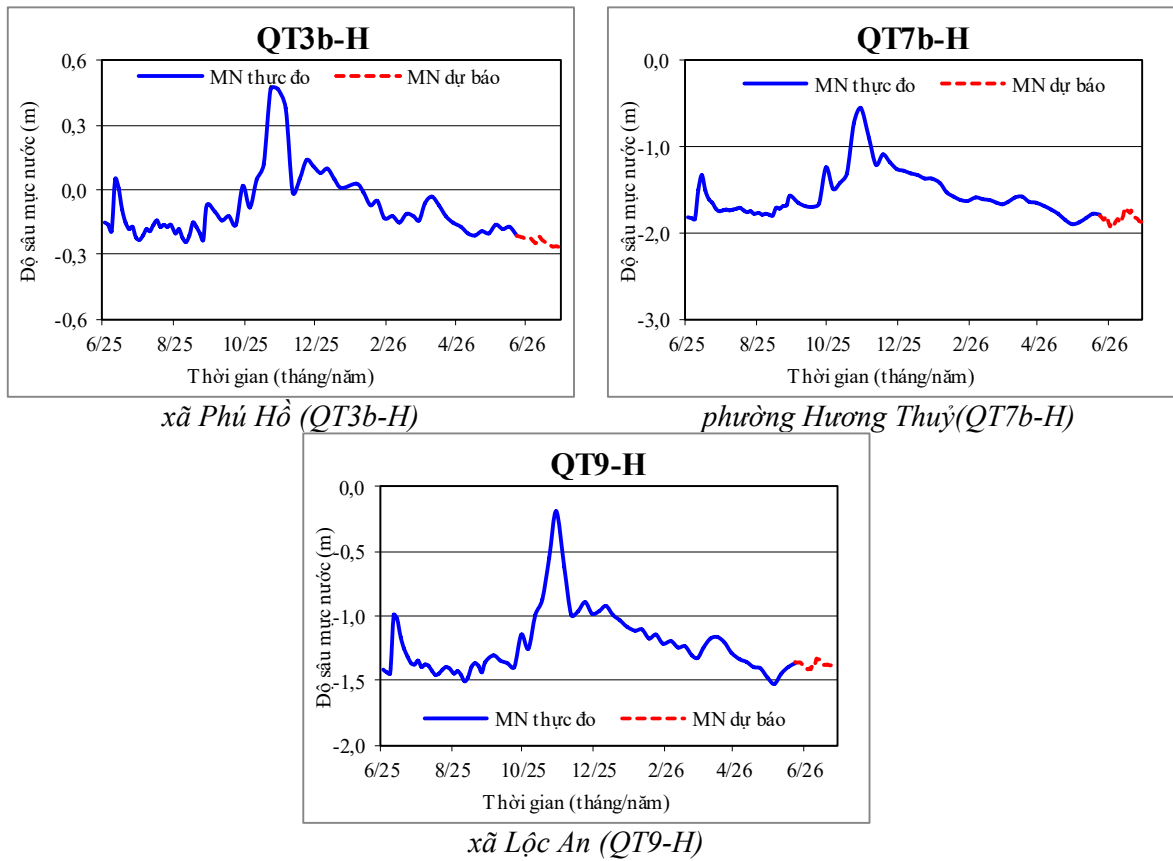 QT3b-H
0,6
MN thực đo
MN dự báo
0,3
0,0
-0,3
-0,6
Độ sâu mực nước (m)
6/25 8/25 10/25 12/25 2/26 4/26 6/26
Thời gian (tháng/năm)
xã Phú Hồ (QT3b-H)
QT7b-H
0,0
MN thực đo
MN dự báo
-1,0
-2,0
-3,0
Độ sâu mực nước (m)
6/25 8/25 10/25 12/25 2/26 4/26 6/26
Thời gian (tháng/năm)
phường Hương Thuỷ(QT7b-H)
QT9-H
0,0
-0,5
-1,0
-1,5
MN thực đo
MN dự báo
-2,0
Độ sâu mực nước (m)
6/25 8/25 10/25 12/25 2/26 4/26 6/26
Thời gian (tháng/năm)
xã Lộc An (QT9-H)